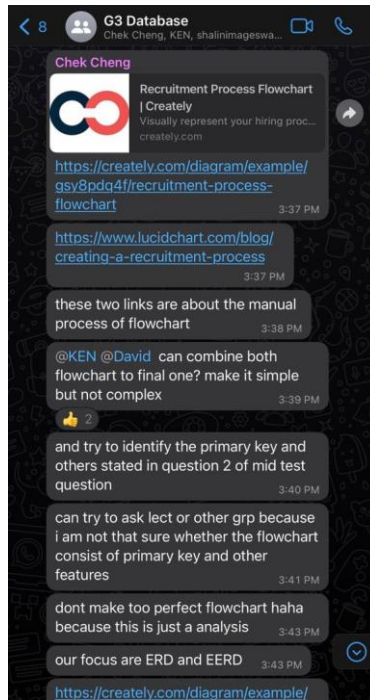 8
G3 Database
Chek Cheng, KEN, shalinimageswa...
Chek Cheng
Recruitment Process Flowchart
| Creately
Visually represent your hiring proc...
creately.com
https://creately.com/diagram/example/
gsy8pdq4f/recruitment-process-
flowchart
3:37 PM
https://www.lucidchart.com/blog/
creating-a-recruitment-process
3:37 PM
these two links are about the manual
process of flowchart
3:38 PM
@KEN @David can combine both
flowchart to final one? make it simple
but not complex
3:39 PM
2
and try to identify the primary key and
others stated in question 2 of mid test
question
3:40 PM
can try to ask lect or other grp because
i am not that sure whether the flowchart
consist of primary key and other
features
3:41 PM
dont make too perfect flowchart haha
because this is just a analysis
3:43 PM
our focus are ERD and EERD
3:43 PM
https://creately.com/diagram/example/